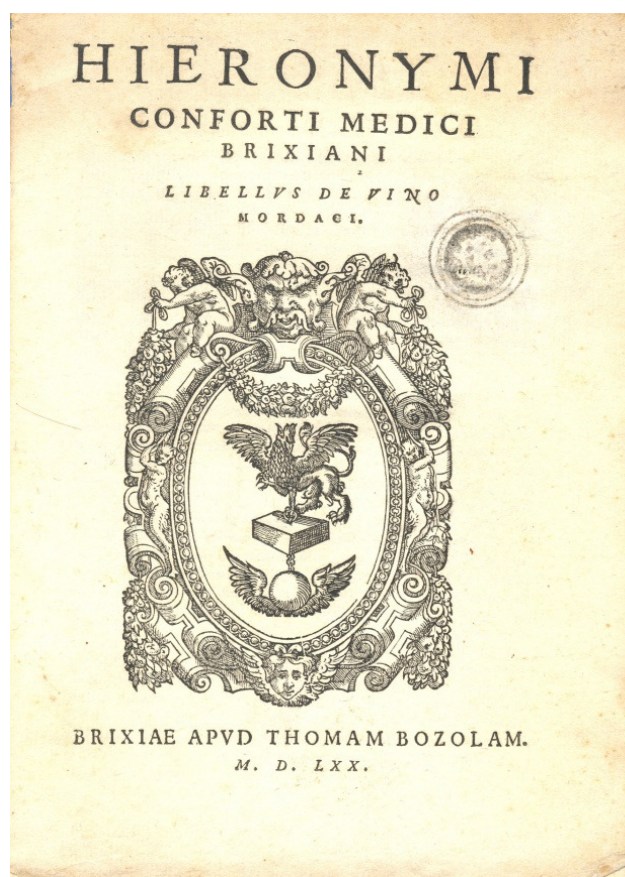 HIERONYMI
CONFORTI MEDICI
BRIXIANI
LIBELLVS DE VINO
MORDACI.
BRIXIAE APVD THOMAM BOZOLAM.
M. D. LXX.